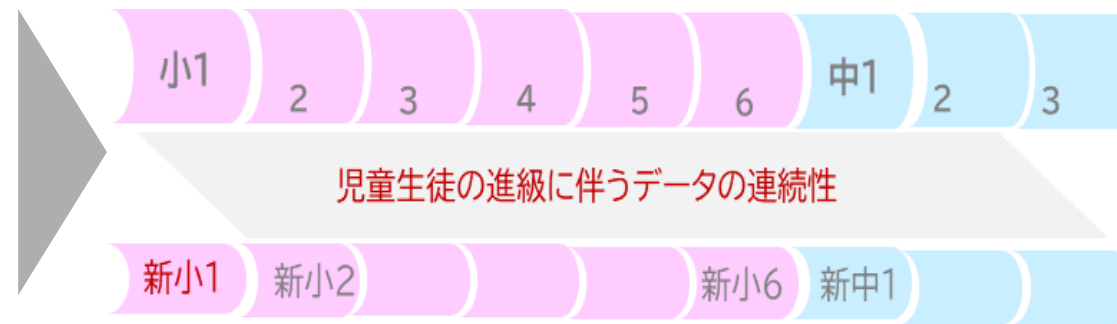 小1 2 3 4 5 6 中1 2 3
児童生徒の進級に伴うデータの連続性
新小1 新小2 新小6 新中1